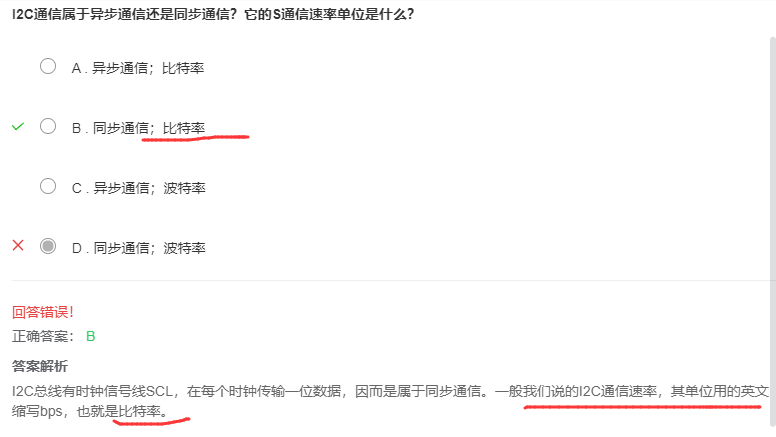 I2C通信属于异步通信还是同步通信？它的S通信速率单位是什么？
A . 异步通信；比特率
B . 同步通信；比特率
C . 异步通信；波特率
D . 同步通信；波特率
回答错误！
正确答案： B
答案解析
I2C总线有时钟信号线SCL，在每个时钟传输一位数据，因而是属于同步通信。一般我们说的I2C通信速率，其单位用的英文
缩写bps，也就是比特率。